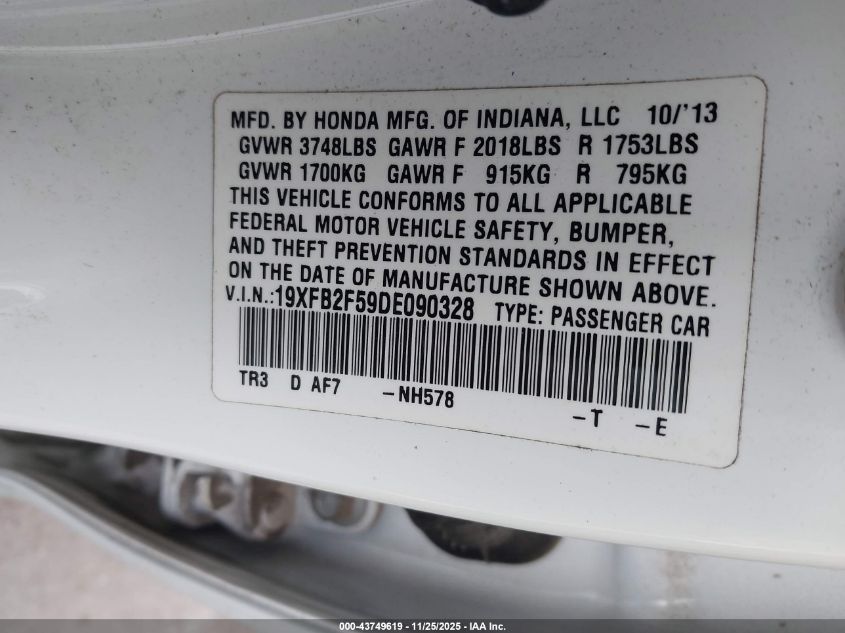 MFD. BY HONDA MFG. OF INDIANA, LLC 10/'13
GVWR 3748LBS GAWR F 2018LBS R 1753LBS
GVWR 1700KG GAWR F 915KG R 795KG
THIS VEHICLE CONFORMS TO ALL APPLICABLE
FEDERAL MOTOR VEHICLE SAFETY, BUMPER,
AND THEFT PREVENTION STANDARDS IN EFFECT
ON THE DATE OF MANUFACTURE SHOWN ABOVE.
V.I.N.:19XFB2F59DE090328 TYPE: PASSENGER CAR
TR3 D AF7 -NH578 -T -E
000-43749619 - 11/25/2025 - IAA Inc.